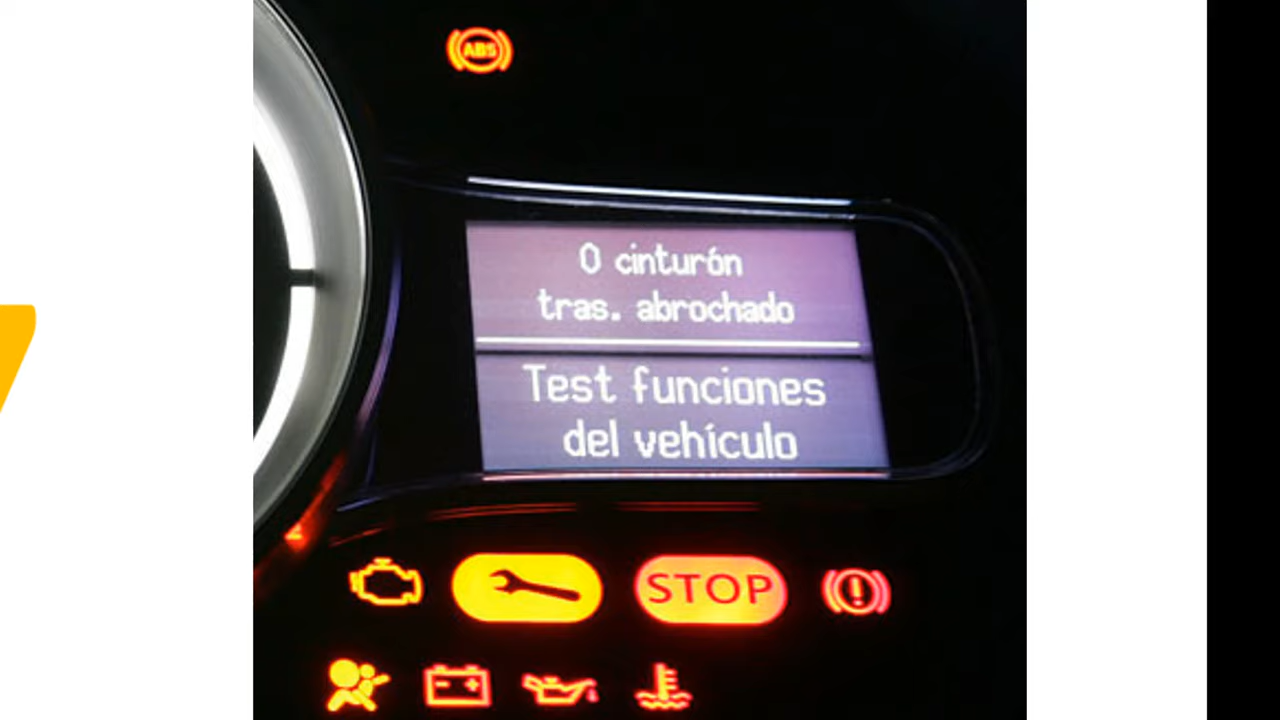 ABS
0 cinturón
tras. abrochado
Test funciones
del vehículo
STOP